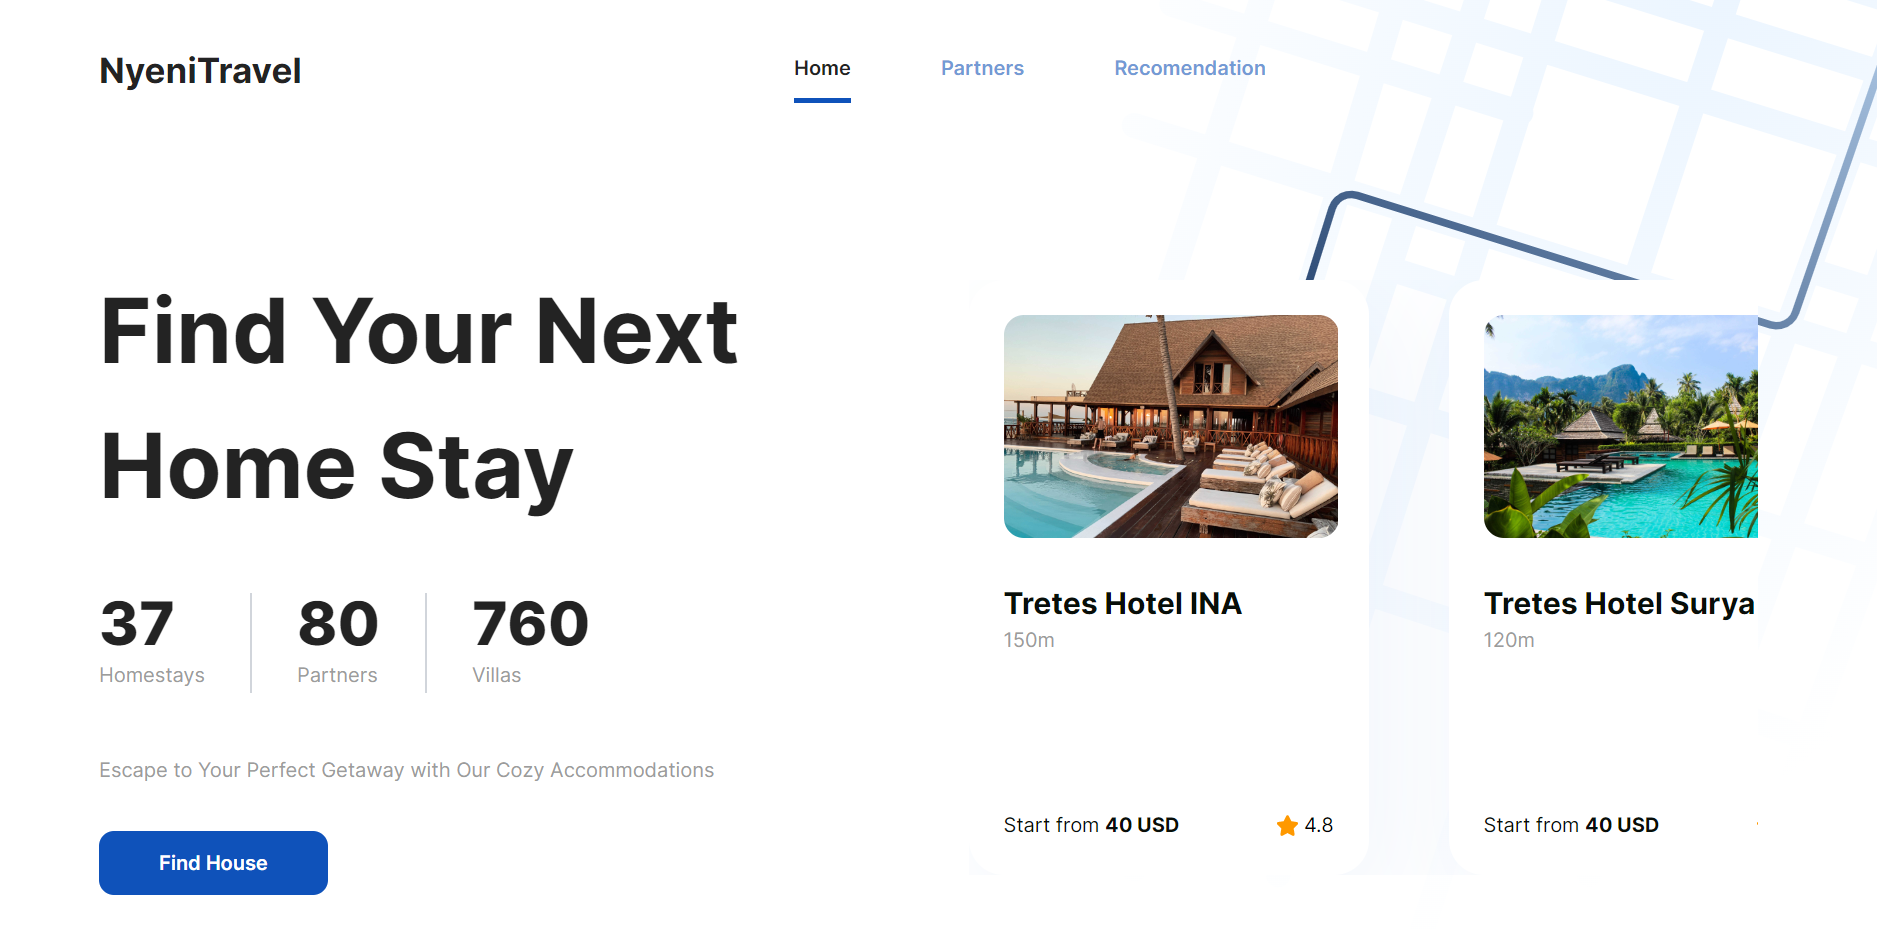 NyeniTravel
Home
Partners
Recomendation
Find Your Next
Home Stay
37
Homestays
80
Partners
760
Villas
Escape to Your Perfect Getaway with Our Cozy Accommodations
Find House
Tretes Hotel INA
150m
Start from 40 USD
4.8
Tretes Hotel Surya
120m
Start from 40 USD